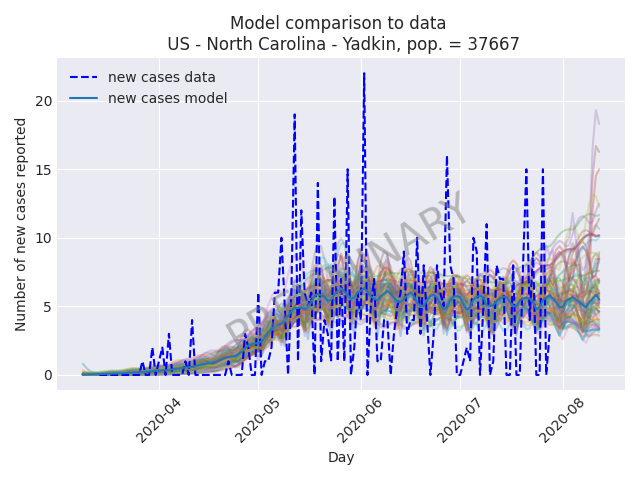 Model comparison to data
US - North Carolina - Yadkin, pop. = 37667
new cases data
new cases model
PRELIMINARY
Number of new cases reported
20
15
10
5
0
2020-04
2020-05
2020-06
2020-07
2020-08
Day